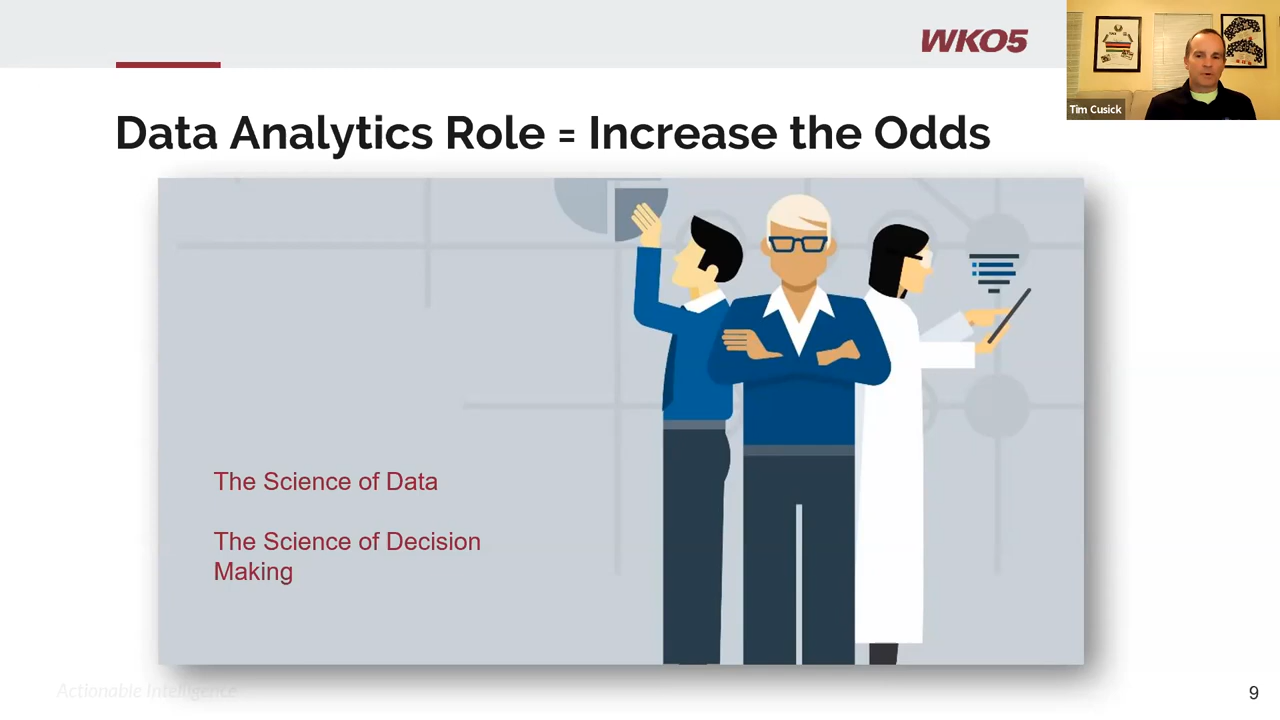 WKO5
Tim Cusick
Data Analytics Role = Increase the Odds
The Science of Data
The Science of Decision
Making
Actionable Intelligence
9